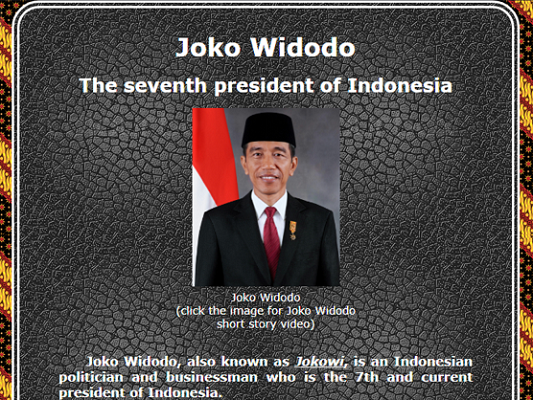 Joko Widodo
The seventh president of Indonesia
Joko Widodo
(click the image for Joko Widodo
short story video)
Joko Widodo, also known as Jokowi, is an Indonesian
politician and businessman who is the 7th and current
president of Indonesia.